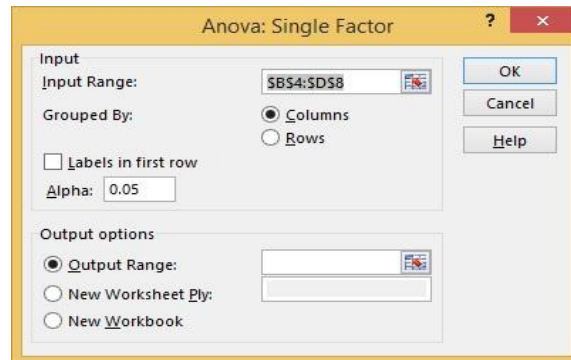 Anova: Single Factor
?
×
Input
Input Range:
$B$4:$D$8
Grouped By:
Columns
Rows
Labels in first row
Alpha:
0.05
OK
Cancel
Help
Output options
Output Range:
New Worksheet Ply:
New Workbook